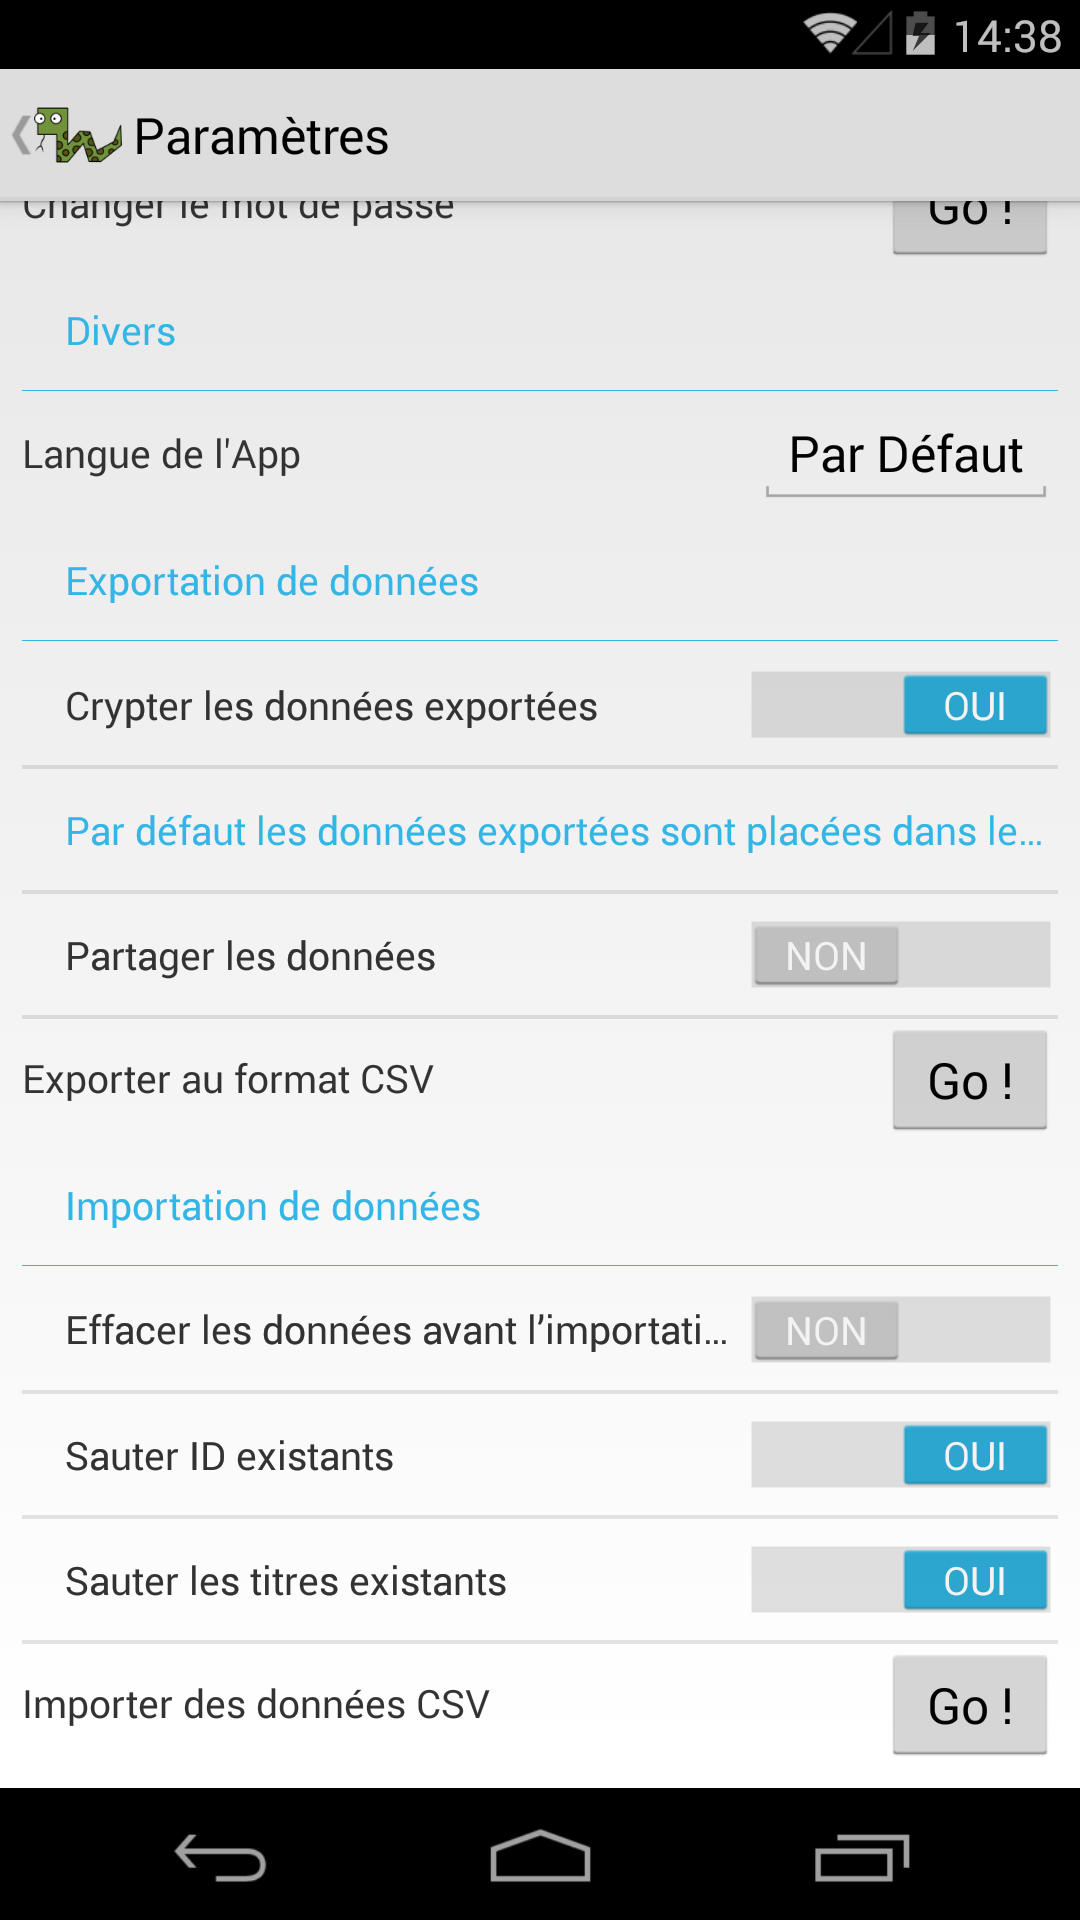 14:38
Paramètres
Changer le mot de passe Go !
Divers
Langue de l'App Par Défaut
Exportation de données
Crypter les données exportées OUI
Par défaut les données exportées sont placées dans le...
Partager les données NON
Exporter au format CSV Go !
Importation de données
Effacer les données avant l’importati... NON
Sauter ID existants OUI
Sauter les titres existants OUI
Importer des données CSV Go !